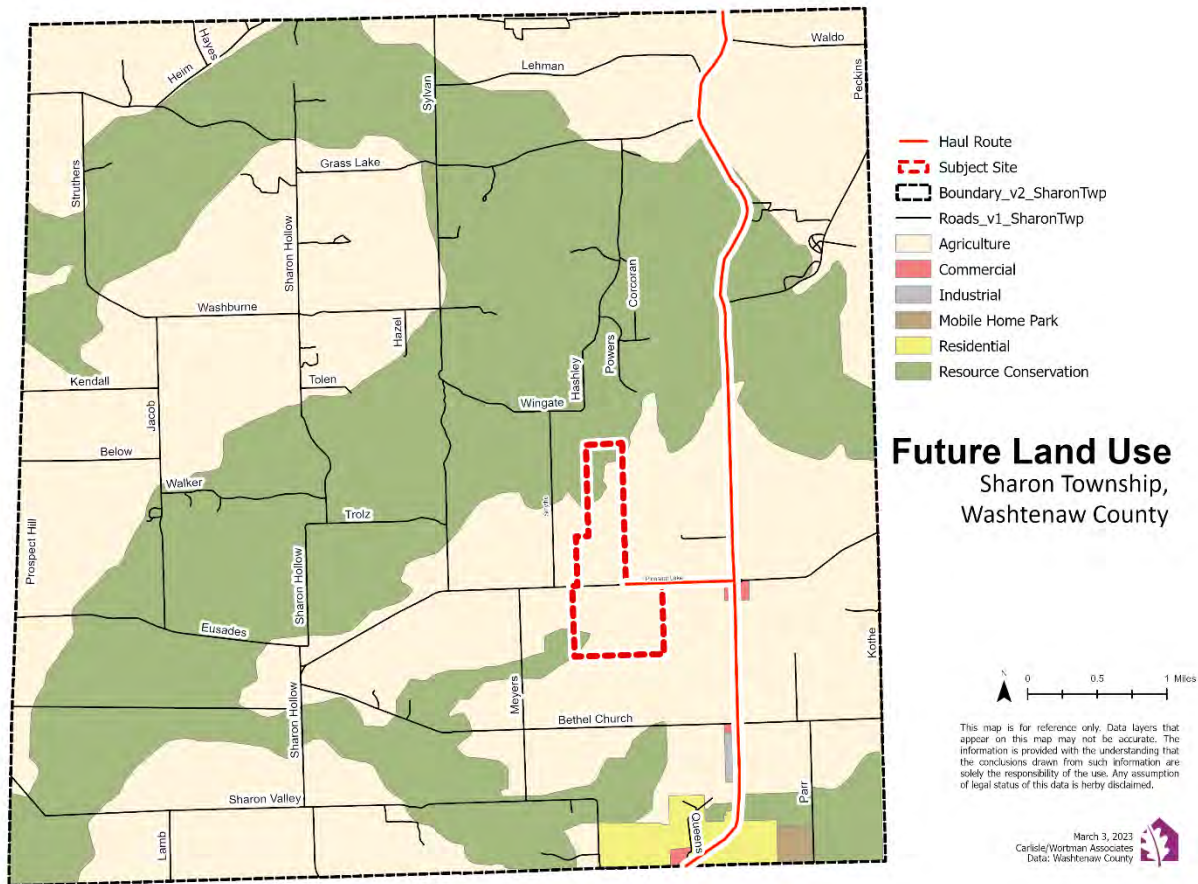 Waldo
Hayes
Heim
Lehman
Peckins
Sylvan
Struthers
Grass Lake
Sharon Hollow
Corcoran
Washburne
Hazel
Powers
Hashley
Kendall
Tolen
Jacob
Wingate
Below
Walker
Trolz
Prospect Hill
Sharon Hollow
Eusades
Kothe
Meyers
Sharon Hollow
Bethel Church
Sharon Valley
Parr
Queens
Lamb
Haul Route
Subject Site
Boundary_v2_SharonTwp
Roads_v1_SharonTwp
Agriculture
Commercial
Industrial
Mobile Home Park
Residential
Resource Conservation
Future Land Use
Sharon Township,
Washtenaw County
N
0 0.5 1 Miles
This map is for reference only. Data layers that
appear on this map may not be accurate. The
information is provided with the understanding that
the conclusions drawn from such information are
solely the responsibility of the use. Any assumption
of legal status of this data is herby disclaimed.
March 3, 2023
Carlisle/Wortman Associates
Data: Washtenaw County